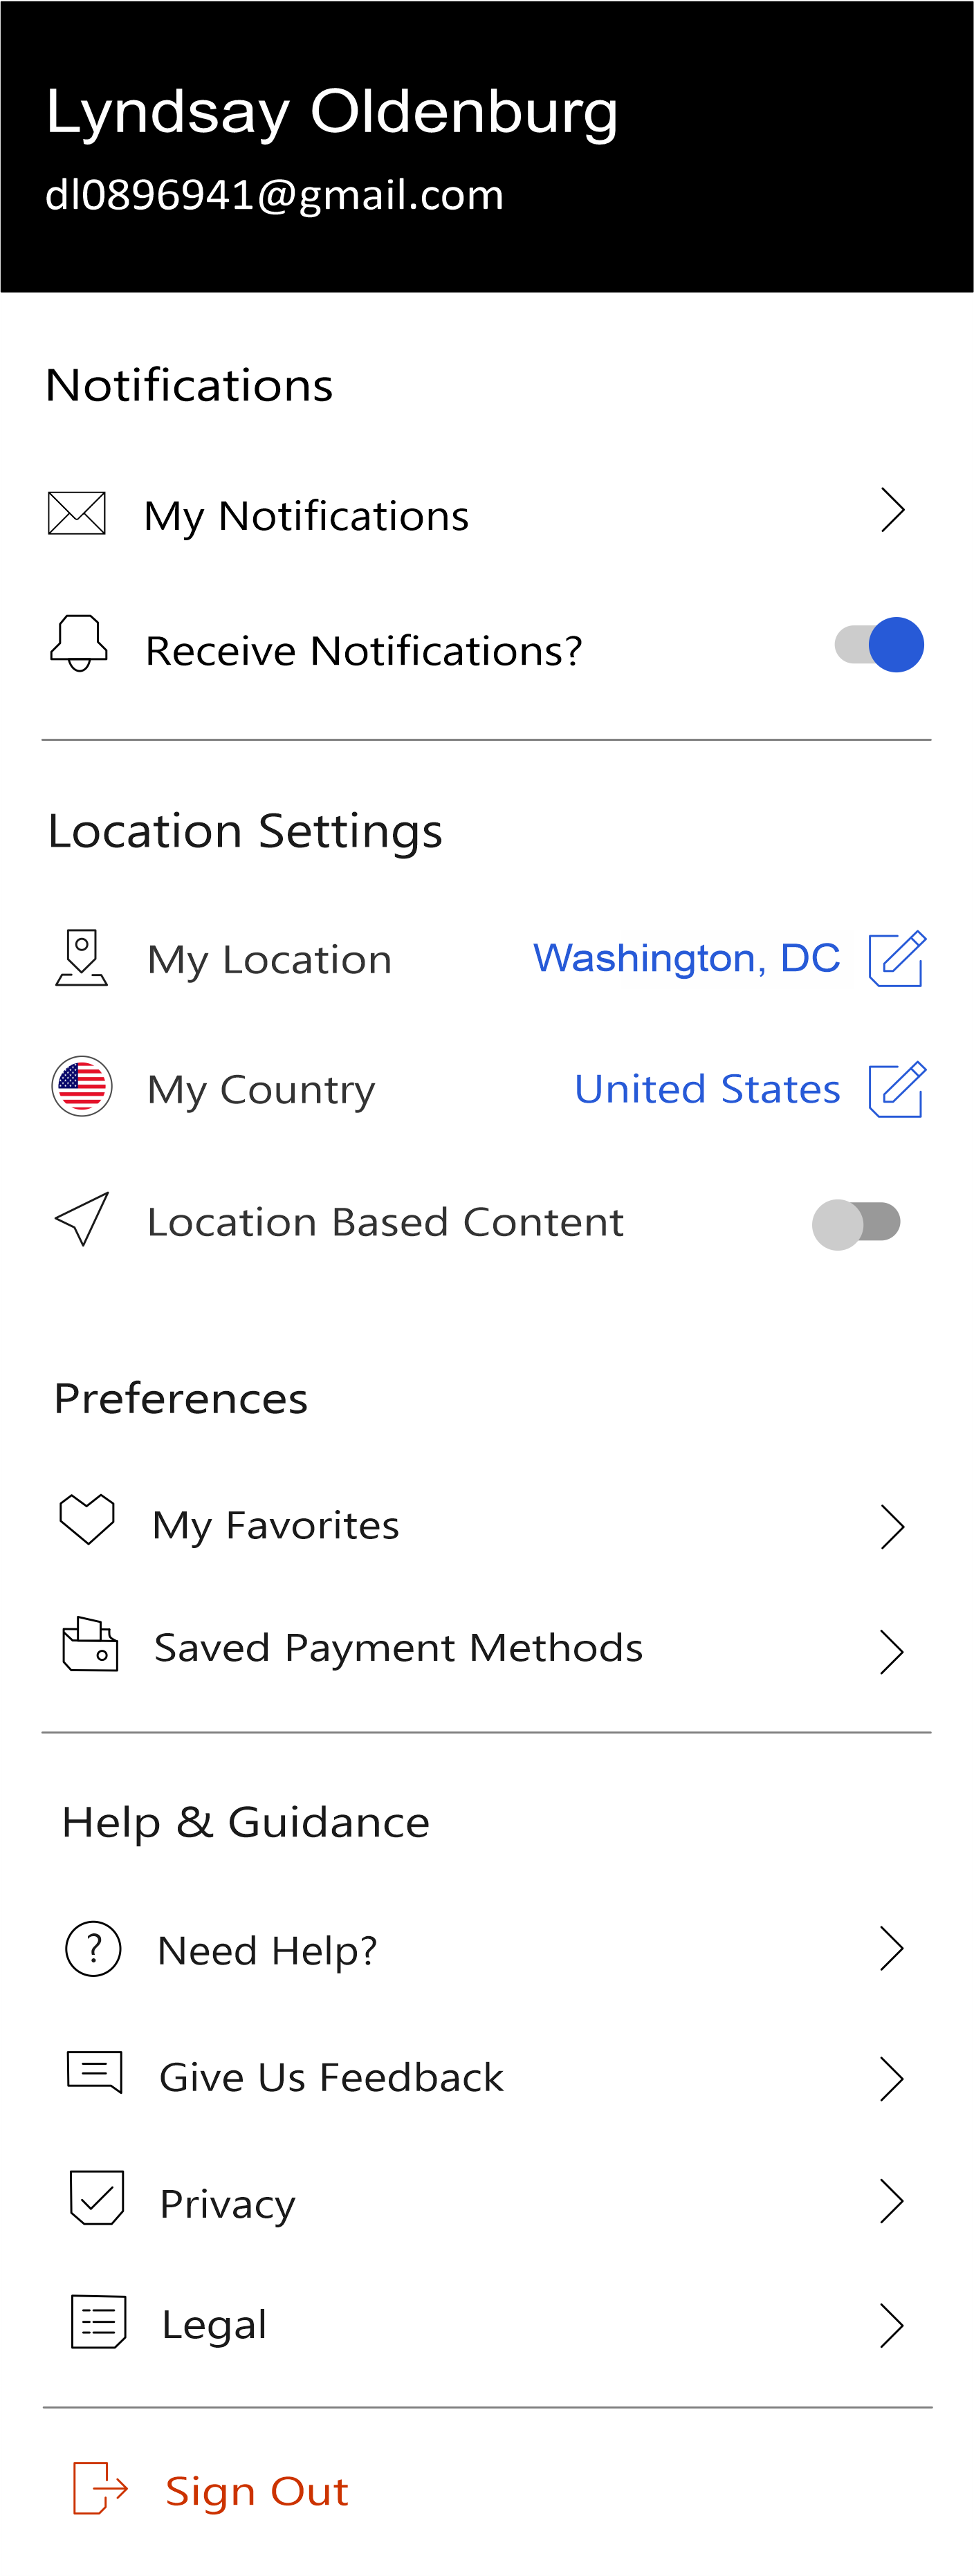 Lyndsay Oldenburg
dl0896941@gmail.com
Notifications
My Notifications
Receive Notifications?
Location Settings
My Location Washington, DC
My Country United States
Location Based Content
Preferences
My Favorites
Saved Payment Methods
Help & Guidance
? Need Help?
Give Us Feedback
Privacy
Legal
Sign Out